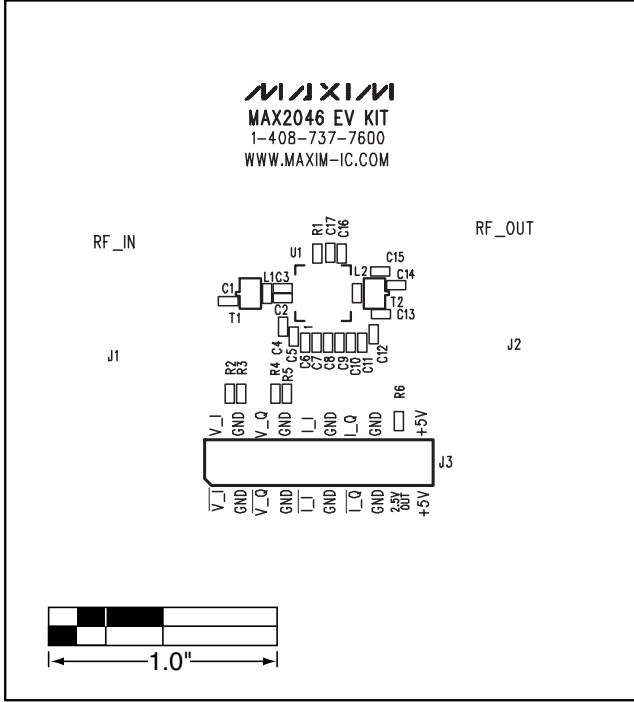 MAXIM
MAX2046 EV KIT
1-408-737-7600
WWW.MAXIM-IC.COM
RF_IN
RF_OUT
R1
C17
C16
U1
C15
C14
L1
C3
L2
C1
T1
T2
C2
C13
C4
C5
C6
1
C7
C8
C9
C10
C11
C12
J1
J2
R2
R3
R4
R5
R6
V_I
GND
V_Q
GND
I_I
GND
I_Q
GND
+5V
J3
V_I
GND
V_Q
GND
I_I
GND
I_Q
GND
2.5V
OUT
+5V
1.0"